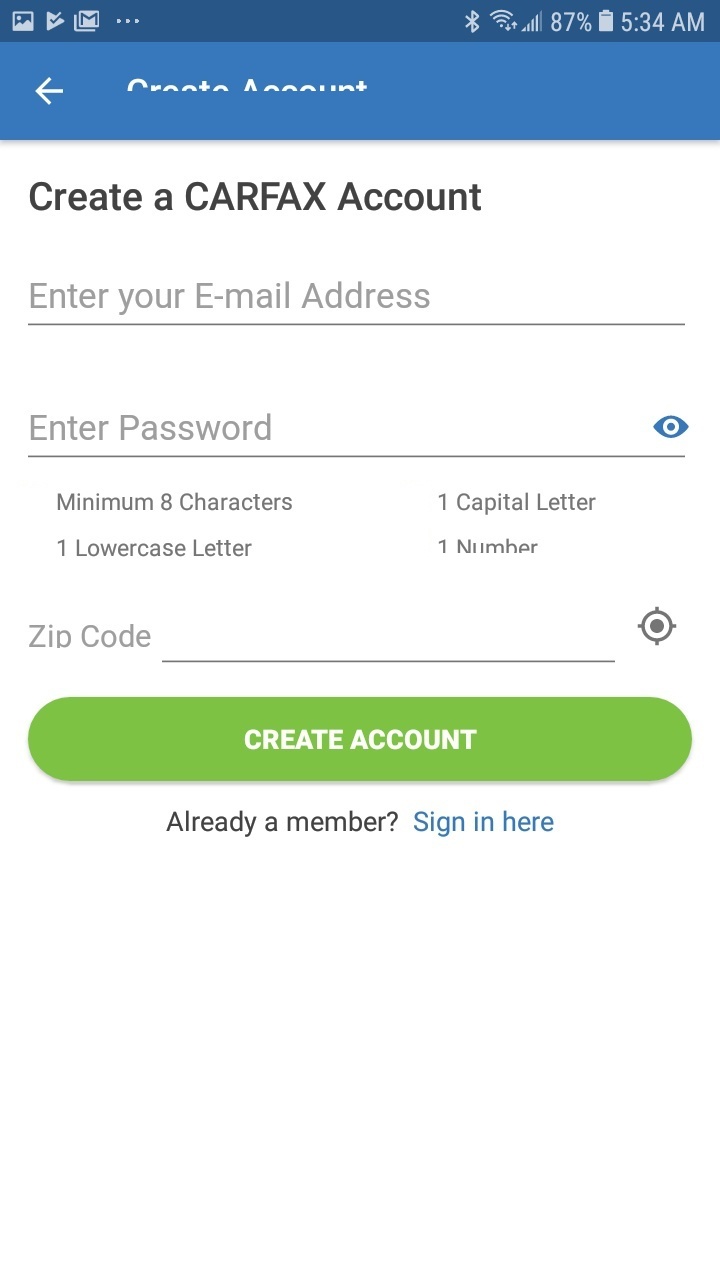 87% 5:34 AM
Create Account
Create a CARFAX Account
Enter your E-mail Address
Enter Password
Minimum 8 Characters
1 Capital Letter
1 Lowercase Letter
1 Number
Zip Code
CREATE ACCOUNT
Already a member? Sign in here